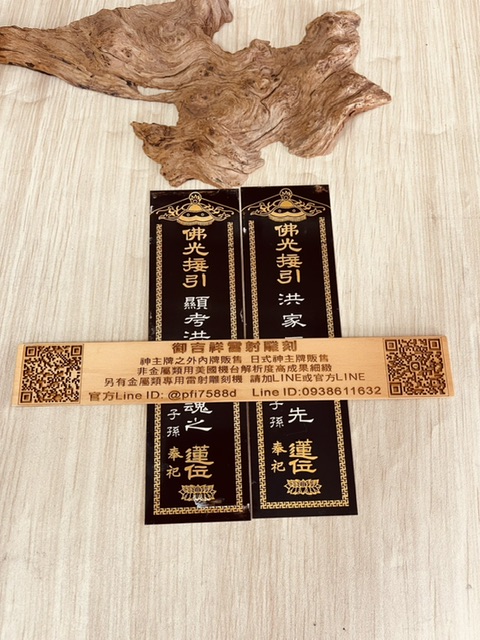 佛光接引
洪家
先
蓮位
子孫
奉祀
佛光接引
顯考洪
魂之
蓮位
子孫
奉祀
御吉祥雷射雕刻
神主牌之外內牌販售 日式神主牌販售
非金屬類用美國機台解析度高成果細緻
另有金屬類專用雷射雕刻機 請加LINE或官方LINE
官方Line ID: @pfi7588d Line ID:0938611632